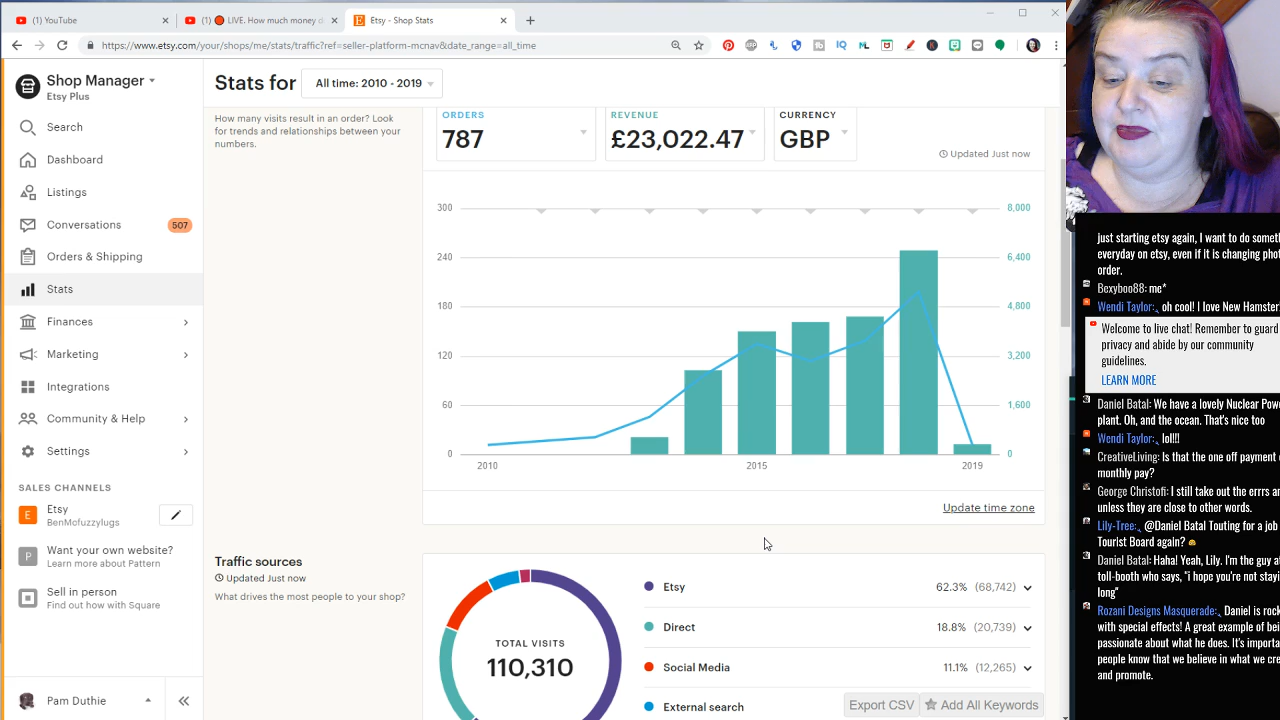 (1) YouTube
(1) 🔴 LIVE. How much money d
Etsy - Shop Stats
https://www.etsy.com/your/shops/me/stats/traffic?ref=seller-platform-mcnav&date_range=all_time
Shop Manager
Etsy Plus
Search
Dashboard
Listings
Conversations
507
Orders & Shipping
Stats
Finances
Marketing
Integrations
Community & Help
Settings
SALES CHANNELS
E
Etsy
BenMcfuzzylugs
P
Want your own website?
Learn more about Pattern
Sell in person
Find out how with Square
Pam Duthie
Stats for
All time: 2010 - 2019
How many visits result in an order? Look
for trends and relationships between your
numbers.
ORDERS
787
REVENUE
£23,022.47
CURRENCY
GBP
Updated Just now
300
240
180
120
60
0
8,000
6,400
4,800
3,200
1,600
0
2010
2015
2019
Update time zone
Traffic sources
Updated Just now
What drives the most people to your shop?
TOTAL VISITS
110,310
Etsy
62.3% (68,742)
Direct
18.8% (20,739)
Social Media
11.1% (12,265)
External search
Export CSV
Add All Keywords
just starting etsy again, I want to do someth
everyday on etsy, even if it is changing phot
order.
Bexyboo88: me*
Wendi Taylor: oh cool! I love New Hamster
Welcome to live chat! Remember to guard
privacy and abide by our community
guidelines.
LEARN MORE
Daniel Batal: We have a lovely Nuclear Powe
plant. Oh, and the ocean. That's nice too
Wendi Taylor: lol!!!
CreativeLiving: Is that the one off payment o
monthly pay?
George Christofi: I still take out the errrs an
unless they are close to other words.
Lily-Tree: @Daniel Batal Touting for a job
Tourist Board again?
Daniel Batal: Haha! Yeah, Lily. I'm the guy at
toll-booth who says, "i hope you're not stayi
long"
Rozani Designs Masquerade: Daniel is rock
with special effects! A great example of bei
passionate about what he does. It's importa
people know that we believe in what we cre
and promote.